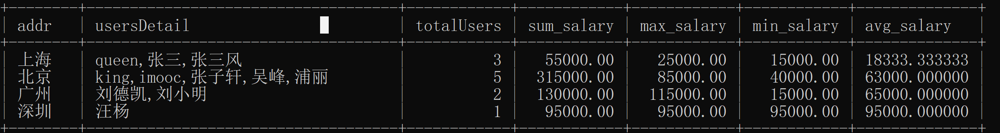 addr usersDetail totalUsers sum_salary max_salary min_salary avg_salary
上海 queen,张三,张三风 3 55000.00 25000.00 15000.00 18333.333333
北京 king,imooc,张子轩,吴峰,浦丽 5 315000.00 85000.00 40000.00 63000.000000
广州 刘德凯,刘小明 2 130000.00 115000.00 15000.00 65000.000000
深圳 汪杨 1 95000.00 95000.00 95000.00 95000.000000